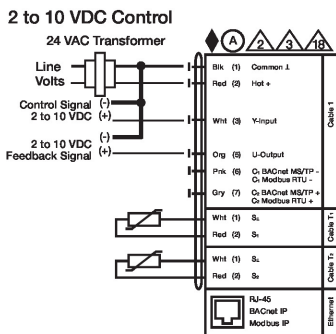 2 to 10 VDC Control
24 VAC Transformer
A 2 3 18
Line
Volts
Blk (1) Common ⊥
Red (2) Hot +
Control Signal (-)
2 to 10 VDC (+)
Wht (3) Y-Input
(-)
2 to 10 VDC
Feedback Signal (+)
Org (5) U-Output
Pnk (6) C₁ BACnet MS/TP -
C₁ Modbus RTU -
Gry (7) C₂ BACnet MS/TP +
C₂ Modbus RTU +
Cable 1
Wht (1) S₄
Red (2) S₁
Cable T₁
Wht (1) S₄
Red (2) S₂
Cable T₂
RJ-45
BACnet IP
Modbus IP
Ethernet